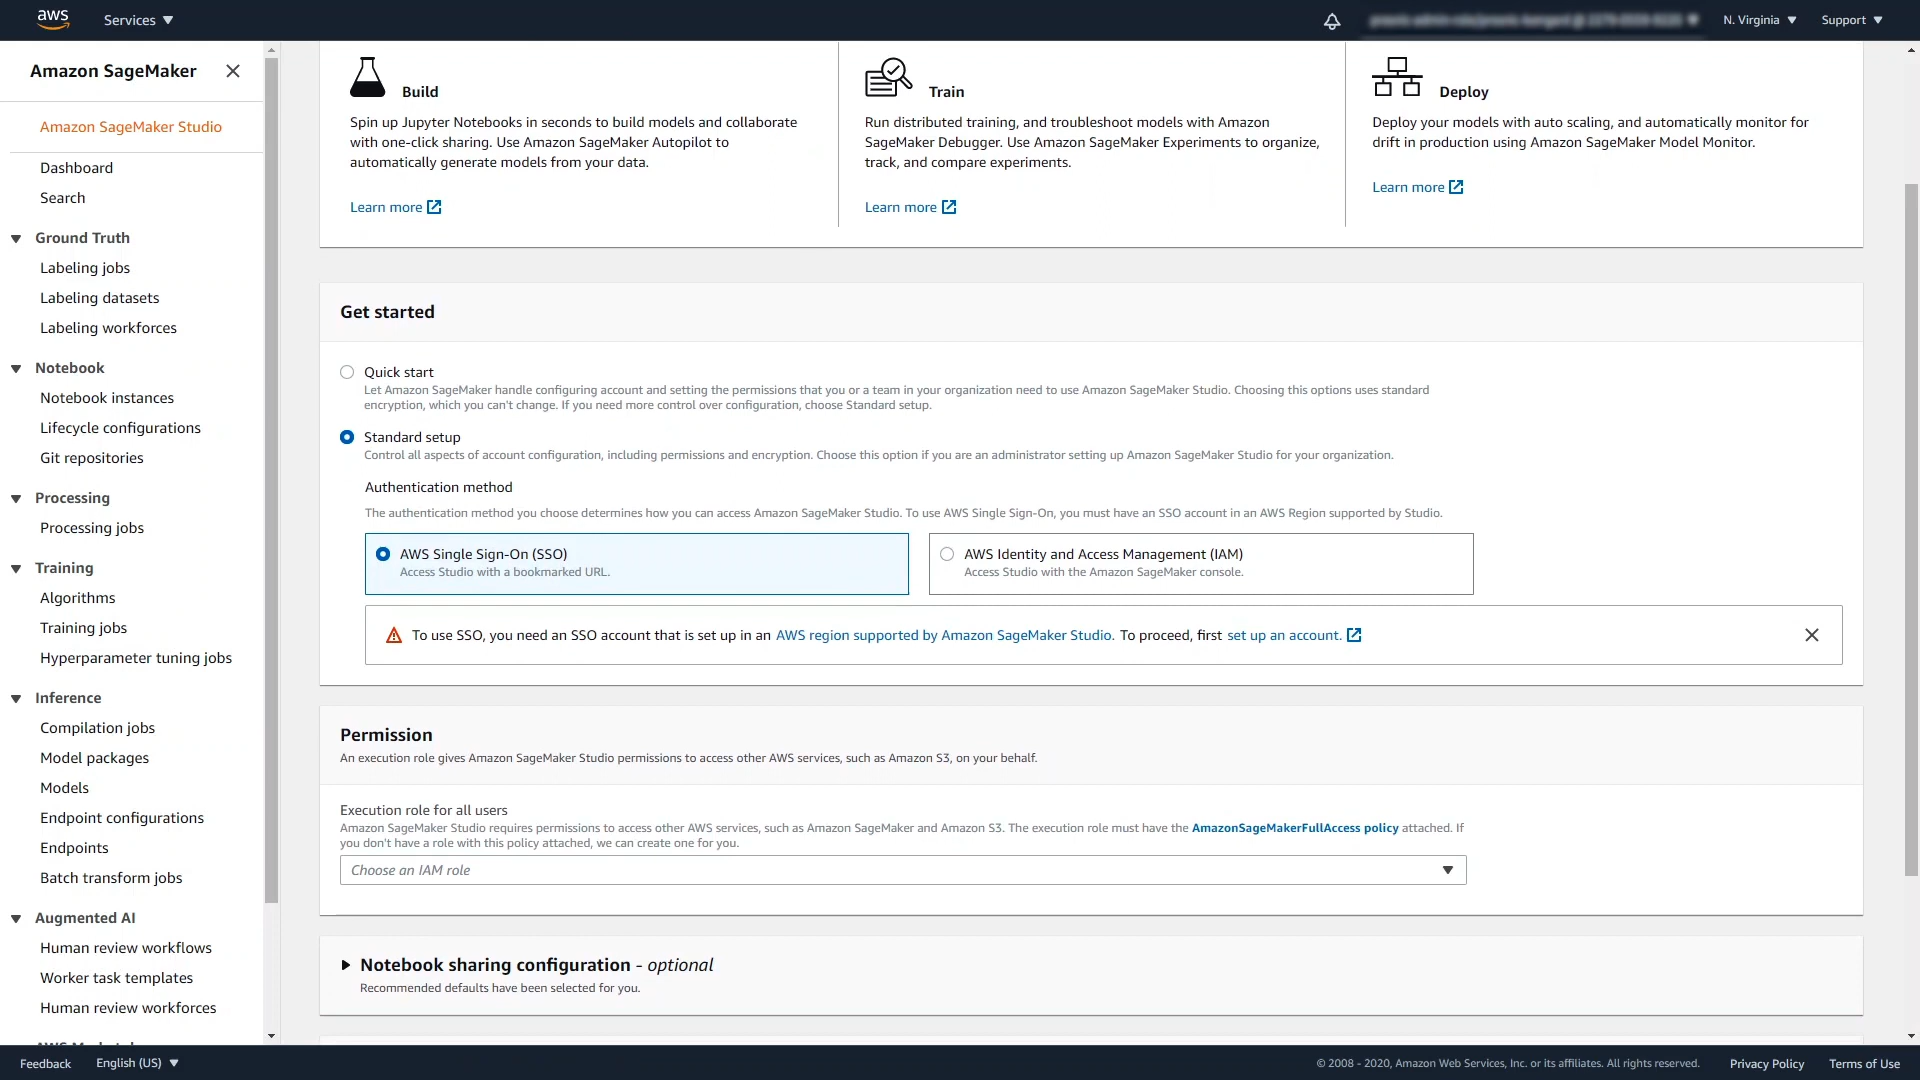 aws
Services
N. Virginia
Support
Amazon SageMaker
Amazon SageMaker Studio
Dashboard
Search
Ground Truth
Labeling jobs
Labeling datasets
Labeling workforces
Notebook
Notebook instances
Lifecycle configurations
Git repositories
Processing
Processing jobs
Training
Algorithms
Training jobs
Hyperparameter tuning jobs
Inference
Compilation jobs
Model packages
Models
Endpoint configurations
Endpoints
Batch transform jobs
Augmented AI
Human review workflows
Worker task templates
Human review workforces
Build
Spin up Jupyter Notebooks in seconds to build models and collaborate
with one-click sharing. Use Amazon SageMaker Autopilot to
automatically generate models from your data.
Learn more
Train
Run distributed training, and troubleshoot models with Amazon
SageMaker Debugger. Use Amazon SageMaker Experiments to organize,
track, and compare experiments.
Learn more
Deploy
Deploy your models with auto scaling, and automatically monitor for
drift in production using Amazon SageMaker Model Monitor.
Learn more
Get started
Quick start
Let Amazon SageMaker handle configuring account and setting the permissions that you or a team in your organization need to use Amazon SageMaker Studio. Choosing this options uses standard
encryption, which you can't change. If you need more control over configuration, choose Standard setup.
Standard setup
Control all aspects of account configuration, including permissions and encryption. Choose this option if you are an administrator setting up Amazon SageMaker Studio for your organization.
Authentication method
The authentication method you choose determines how you can access Amazon SageMaker Studio. To use AWS Single Sign-On, you must have an SSO account in an AWS Region supported by Studio.
AWS Single Sign-On (SSO)
Access Studio with a bookmarked URL.
AWS Identity and Access Management (IAM)
Access Studio with the Amazon SageMaker console.
To use SSO, you need an SSO account that is set up in an AWS region supported by Amazon SageMaker Studio. To proceed, first set up an account.
Permission
An execution role gives Amazon SageMaker Studio permissions to access other AWS services, such as Amazon S3, on your behalf.
Execution role for all users
Amazon SageMaker Studio requires permissions to access other AWS services, such as Amazon SageMaker and Amazon S3. The execution role must have the AmazonSageMakerFullAccess policy attached. If
you don't have a role with this policy attached, we can create one for you.
Choose an IAM role
Notebook sharing configuration - optional
Recommended defaults have been selected for you.
Feedback
English (US)
© 2008 - 2020, Amazon Web Services, Inc. or its affiliates. All rights reserved.
Privacy Policy
Terms of Use